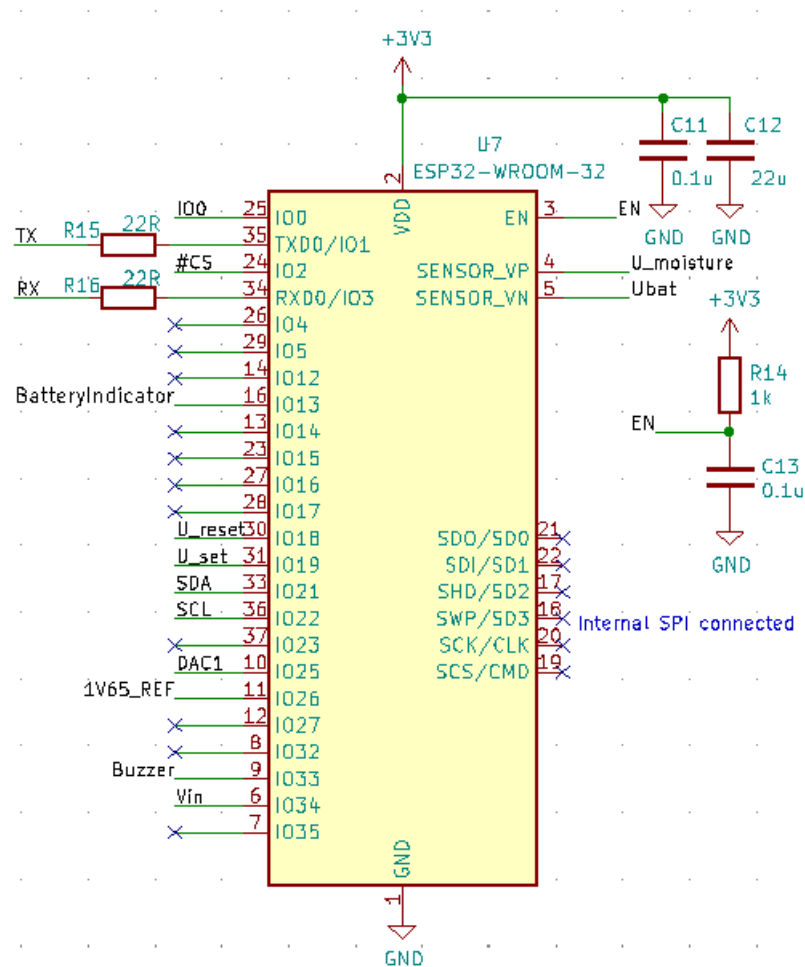 +3V3
C11
0.1u
C12
22u
GND
GND
U7
ESP32-WROOM-32
2
VDD
IO0 25 IO0
TX R15 22R 35 TXD0/IO1
#CS 24 IO2
RX R16 22R 34 RXD0/IO3
26 IO4
29 IO5
14 IO12
BatteryIndicator 16 IO13
13 IO14
23 IO15
27 IO16
28 IO17
U_reset 30 IO18
U_set 31 IO19
SDA 33 IO21
SCL 36 IO22
37 IO23
DAC1 10 IO25
1V65_REF 11 IO26
12 IO27
8 IO32
Buzzer 9 IO33
Vin 6 IO34
7 IO35
EN 3 EN
SENSOR_VP 4 U_moisture
SENSOR_VN 5 Ubat
SDO/SD0 21
SDI/SD1 22
SHD/SD2 17
SWP/SD3 18
SCK/CLK 20
SCS/CMD 19
Internal SPI connected
+3V3
R14
1k
EN
C13
0.1u
GND
GND
1
GND